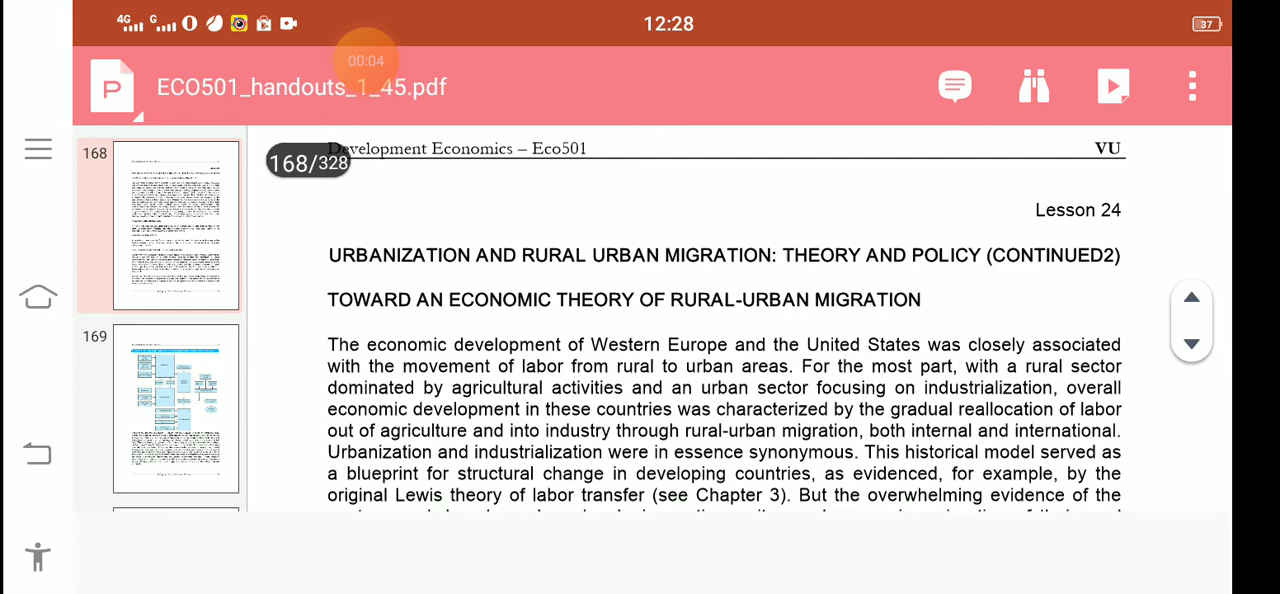 4G G 12:28 37
00:04
P ECO501_handouts_1_45.pdf
168
169
168/328
Development Economics – Eco501 VU
Lesson 24
URBANIZATION AND RURAL URBAN MIGRATION: THEORY AND POLICY (CONTINUED2)
TOWARD AN ECONOMIC THEORY OF RURAL-URBAN MIGRATION
The economic development of Western Europe and the United States was closely associated
with the movement of labor from rural to urban areas. For the most part, with a rural sector
dominated by agricultural activities and an urban sector focusing on industrialization, overall
economic development in these countries was characterized by the gradual reallocation of labor
out of agriculture and into industry through rural-urban migration, both internal and international.
Urbanization and industrialization were in essence synonymous. This historical model served as
a blueprint for structural change in developing countries, as evidenced, for example, by the
original Lewis theory of labor transfer (see Chapter 3). But the overwhelming evidence of the